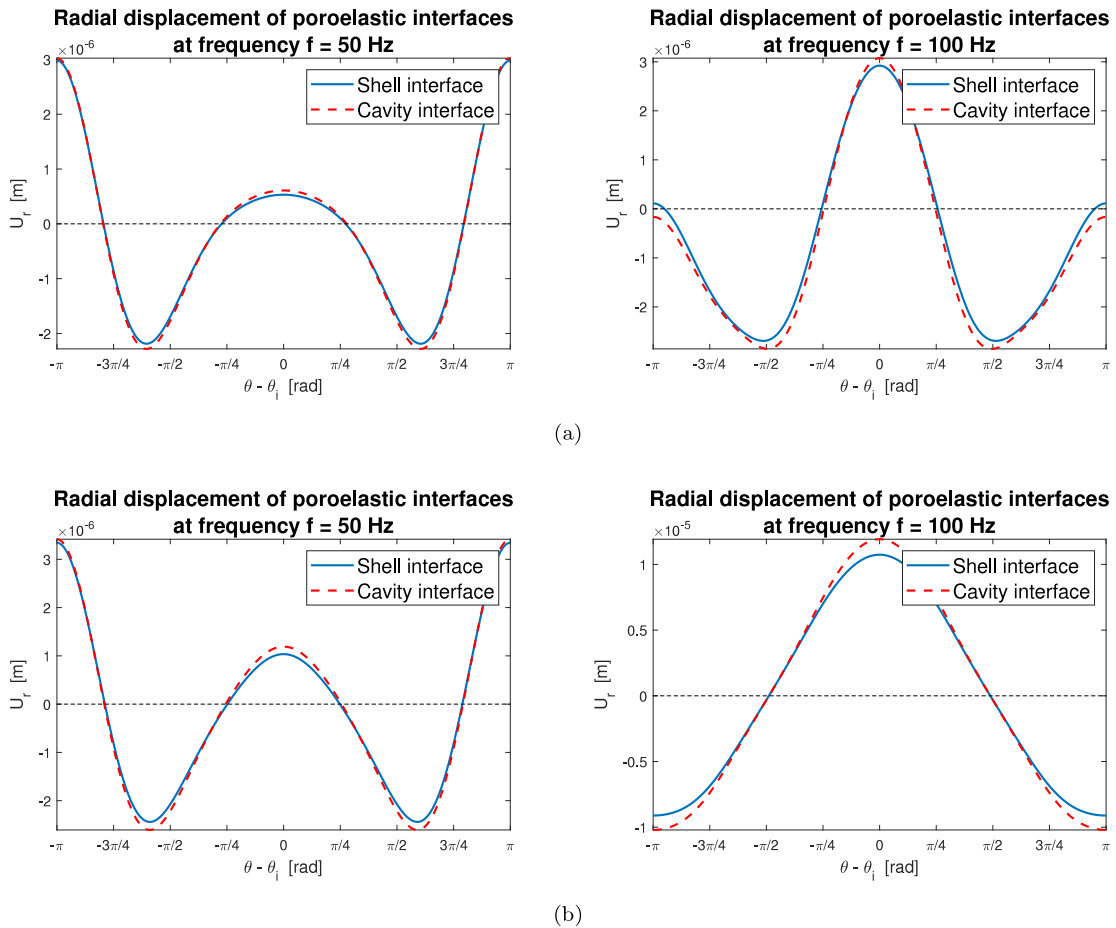 Radial displacement of poroelastic interfaces
at frequency f = 50 Hz
×10⁻⁶
Shell interface
Cavity interface
3
2
1
0
-1
-2
U_r [m]
-π -3π/4 -π/2 -π/4 0 π/4 π/2 3π/4 π
θ - θ_i [rad]
Radial displacement of poroelastic interfaces
at frequency f = 100 Hz
×10⁻⁶
Shell interface
Cavity interface
3
2
1
0
-1
-2
U_r [m]
-π -3π/4 -π/2 -π/4 0 π/4 π/2 3π/4 π
θ - θ_i [rad]
(a)
Radial displacement of poroelastic interfaces
at frequency f = 50 Hz
×10⁻⁶
Shell interface
Cavity interface
3
2
1
0
-1
-2
U_r [m]
-π -3π/4 -π/2 -π/4 0 π/4 π/2 3π/4 π
θ - θ_i [rad]
Radial displacement of poroelastic interfaces
at frequency f = 100 Hz
×10⁻⁵
Shell interface
Cavity interface
1
0.5
0
-0.5
-1
U_r [m]
-π -3π/4 -π/2 -π/4 0 π/4 π/2 3π/4 π
θ - θ_i [rad]
(b)